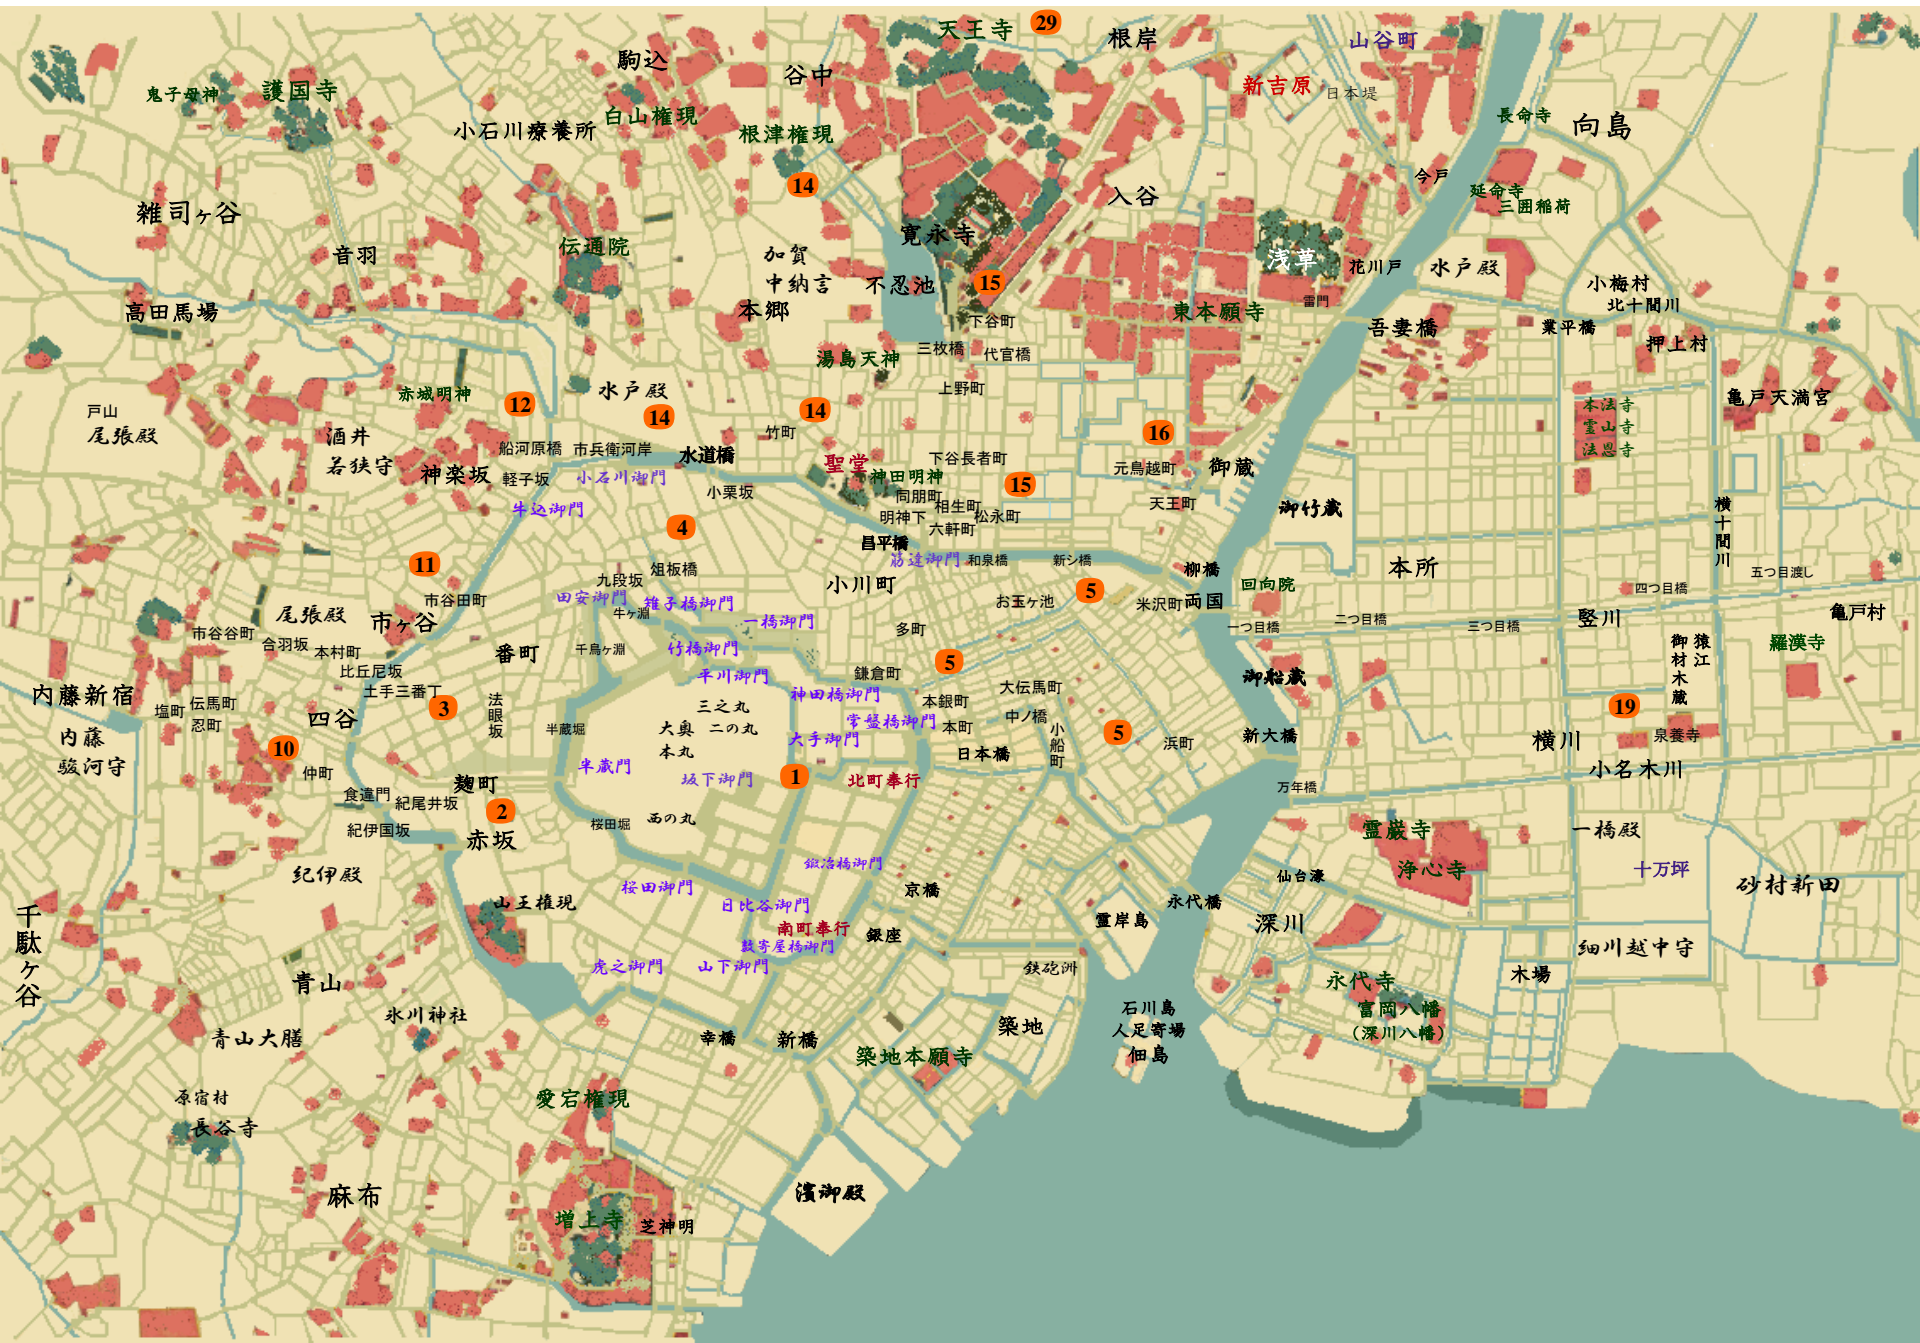 天王寺
29
根岸
山谷町
駒込
谷中
新吉原
日本堤
鬼子母神
護国寺
白山権現
小石川療養所
根津権現
長命寺
向島
14
今戸
入谷
延命寺
三囲稲荷
雑司ヶ谷
音羽
伝通院
加賀
中納言
寛永寺
浅草
花川戸
水戸殿
不忍池
15
小梅村
北十間川
高田馬場
本郷
下谷町
東本願寺
雷門
吾妻橋
業平橋
押上村
三枚橋
代官橋
湯島天神
上野町
赤城明神
12
水戸殿
14
14
本法寺
霊山寺
法恩寺
亀戸天満宮
戸山
尾張殿
酒井
若狭守
竹町
16
船河原橋
市兵衛河岸
水道橋
聖堂
神田明神
下谷長者町
元鳥越町
御蔵
神楽坂
軽子坂
小石川御門
小栗坂
同朋町
相生町
15
天王町
御竹蔵
横十間川
牛込御門
明神下
六軒町
松永町
4
昌平橋
筋違御門
和泉橋
新シ橋
柳橋
本所
11
九段坂
俎板橋
小川町
回向院
五つ目渡し
四つ目橋
市谷田町
田安御門
雉子橋御門
牛ヶ淵
一橋御門
お玉ヶ池
5
米沢町
両国
尾張殿
市ヶ谷
多町
一つ目橋
二つ目橋
三つ目橋
竪川
亀戸村
市谷谷町
合羽坂
本村町
番町
千鳥ヶ淵
竹橋御門
猿江
御材木蔵
羅漢寺
比丘尼坂
平川御門
鎌倉町
5
御船蔵
内藤新宿
塩町
伝馬町
忍町
土手三番丁
3
法眼坂
神田橋御門
本銀町
大伝馬町
四谷
三之丸
大奥
二の丸
本丸
常盤橋御門
本町
中ノ橋
19
泉養寺
内藤
駿河守
10
半蔵堀
大手御門
日本橋
小船町
5
浜町
新大橋
横川
仲町
半蔵門
坂下御門
1
北町奉行
小名木川
麹町
食違門
紀尾井坂
万年橋
2
紀伊国坂
赤坂
桜田堀
西の丸
霊巌寺
一橋殿
鍛冶橋御門
浄心寺
十万坪
砂村新田
紀伊殿
桜田御門
京橋
仙台濠
山王権現
日比谷御門
永代橋
霊岸島
深川
千駄ヶ谷
南町奉行
銀座
数寄屋橋御門
細川越中守
虎之御門
山下御門
鉄砲洲
木場
青山
永代寺
石川島
人足寄場
佃島
富岡八幡
(深川八幡)
氷川神社
築地
青山大膳
幸橋
新橋
築地本願寺
原宿村
長谷寺
愛宕権現
麻布
濱御殿
増上寺
芝神明